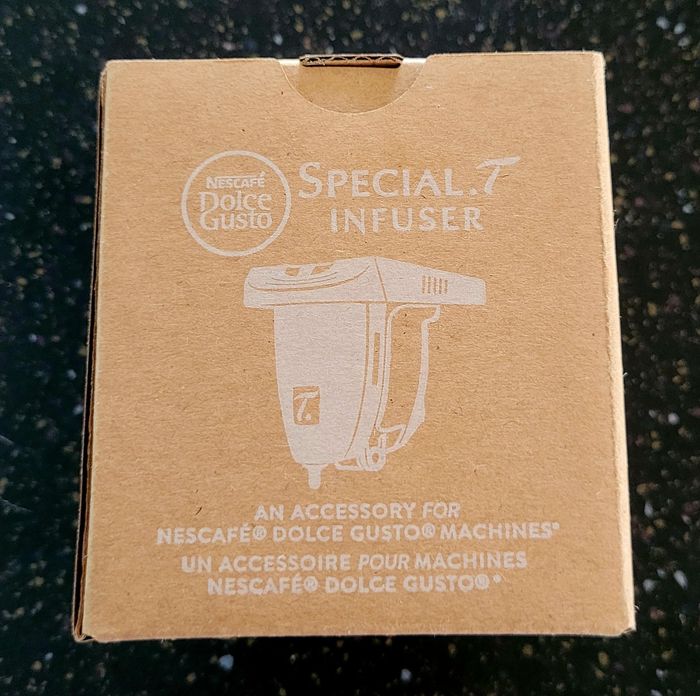 NESCAFÉ
Dolce
Gusto
SPECIAL.T
INFUSER
T.
AN ACCESSORY FOR
NESCAFÉ® DOLCE GUSTO® MACHINES*
UN ACCESSOIRE POUR MACHINES
NESCAFÉ® DOLCE GUSTO®*